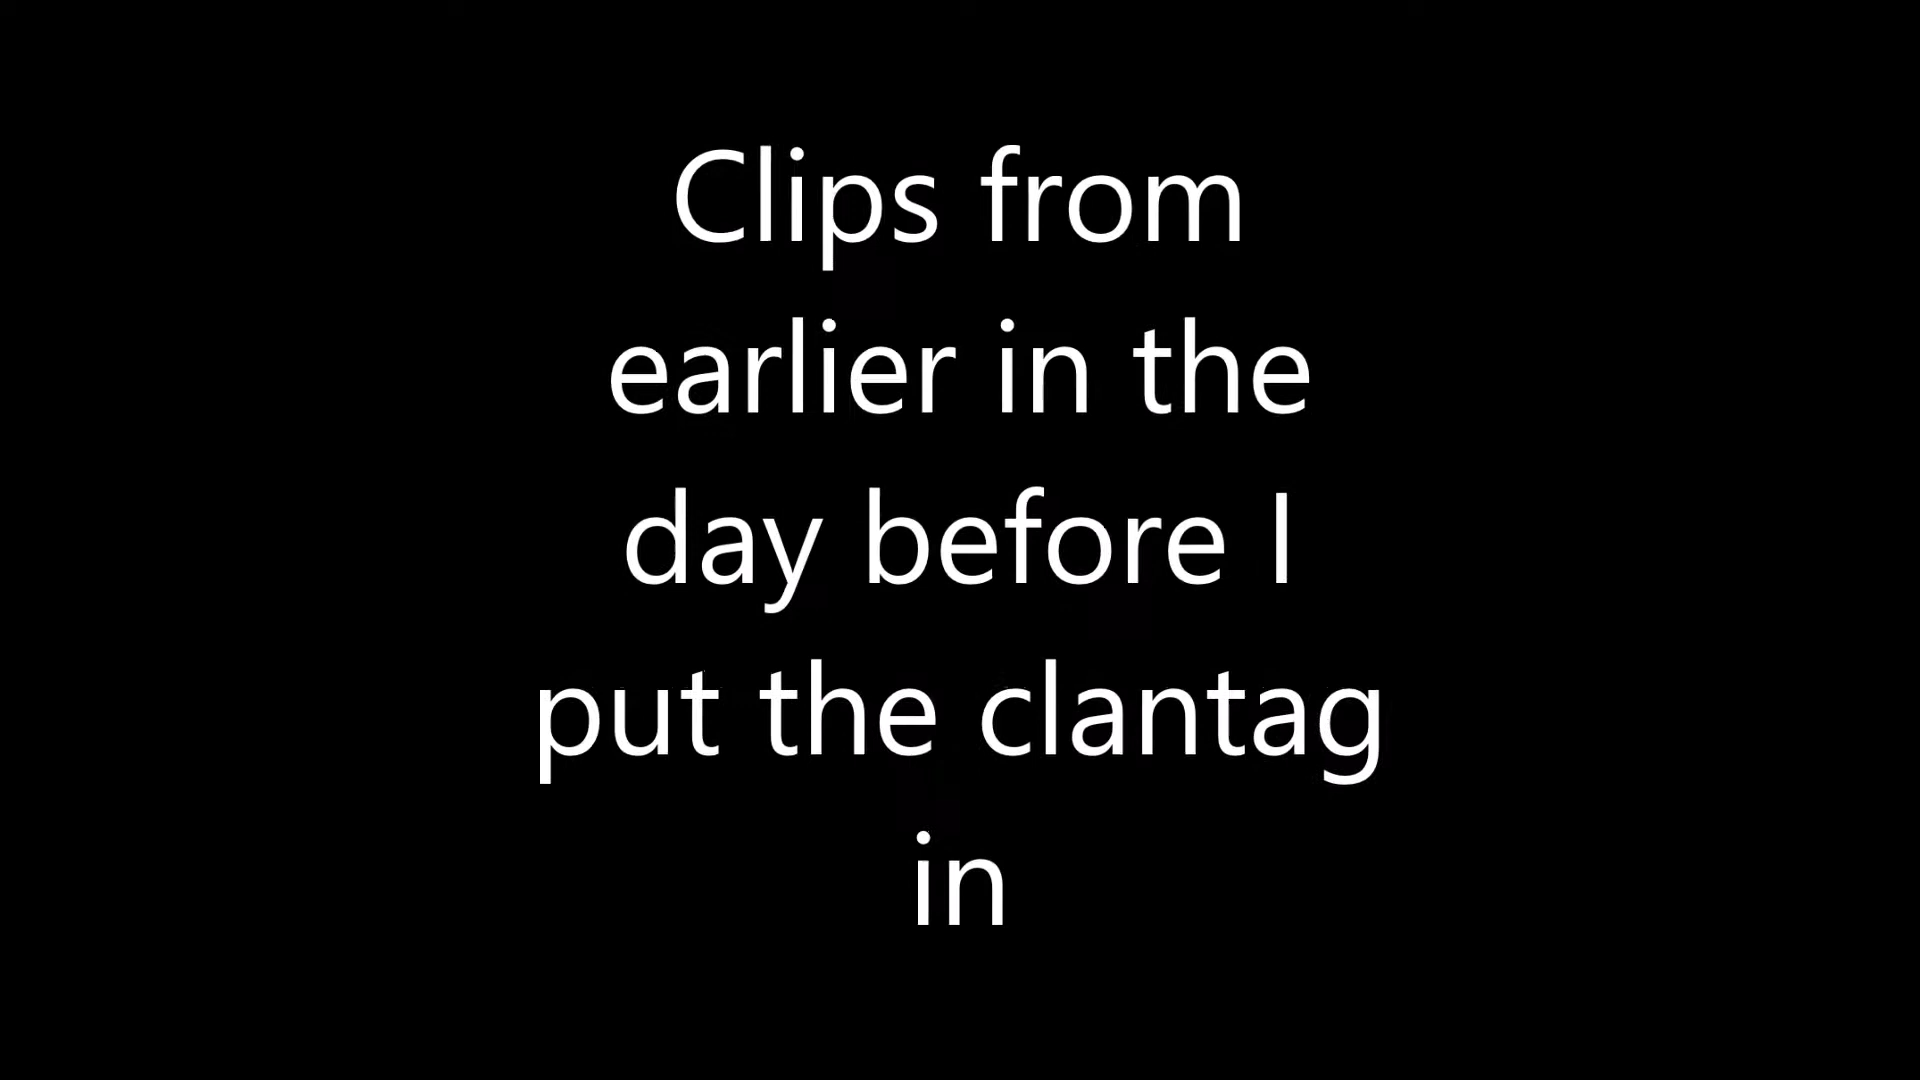 Clips from
earlier in the
day before I
put the clantag
in